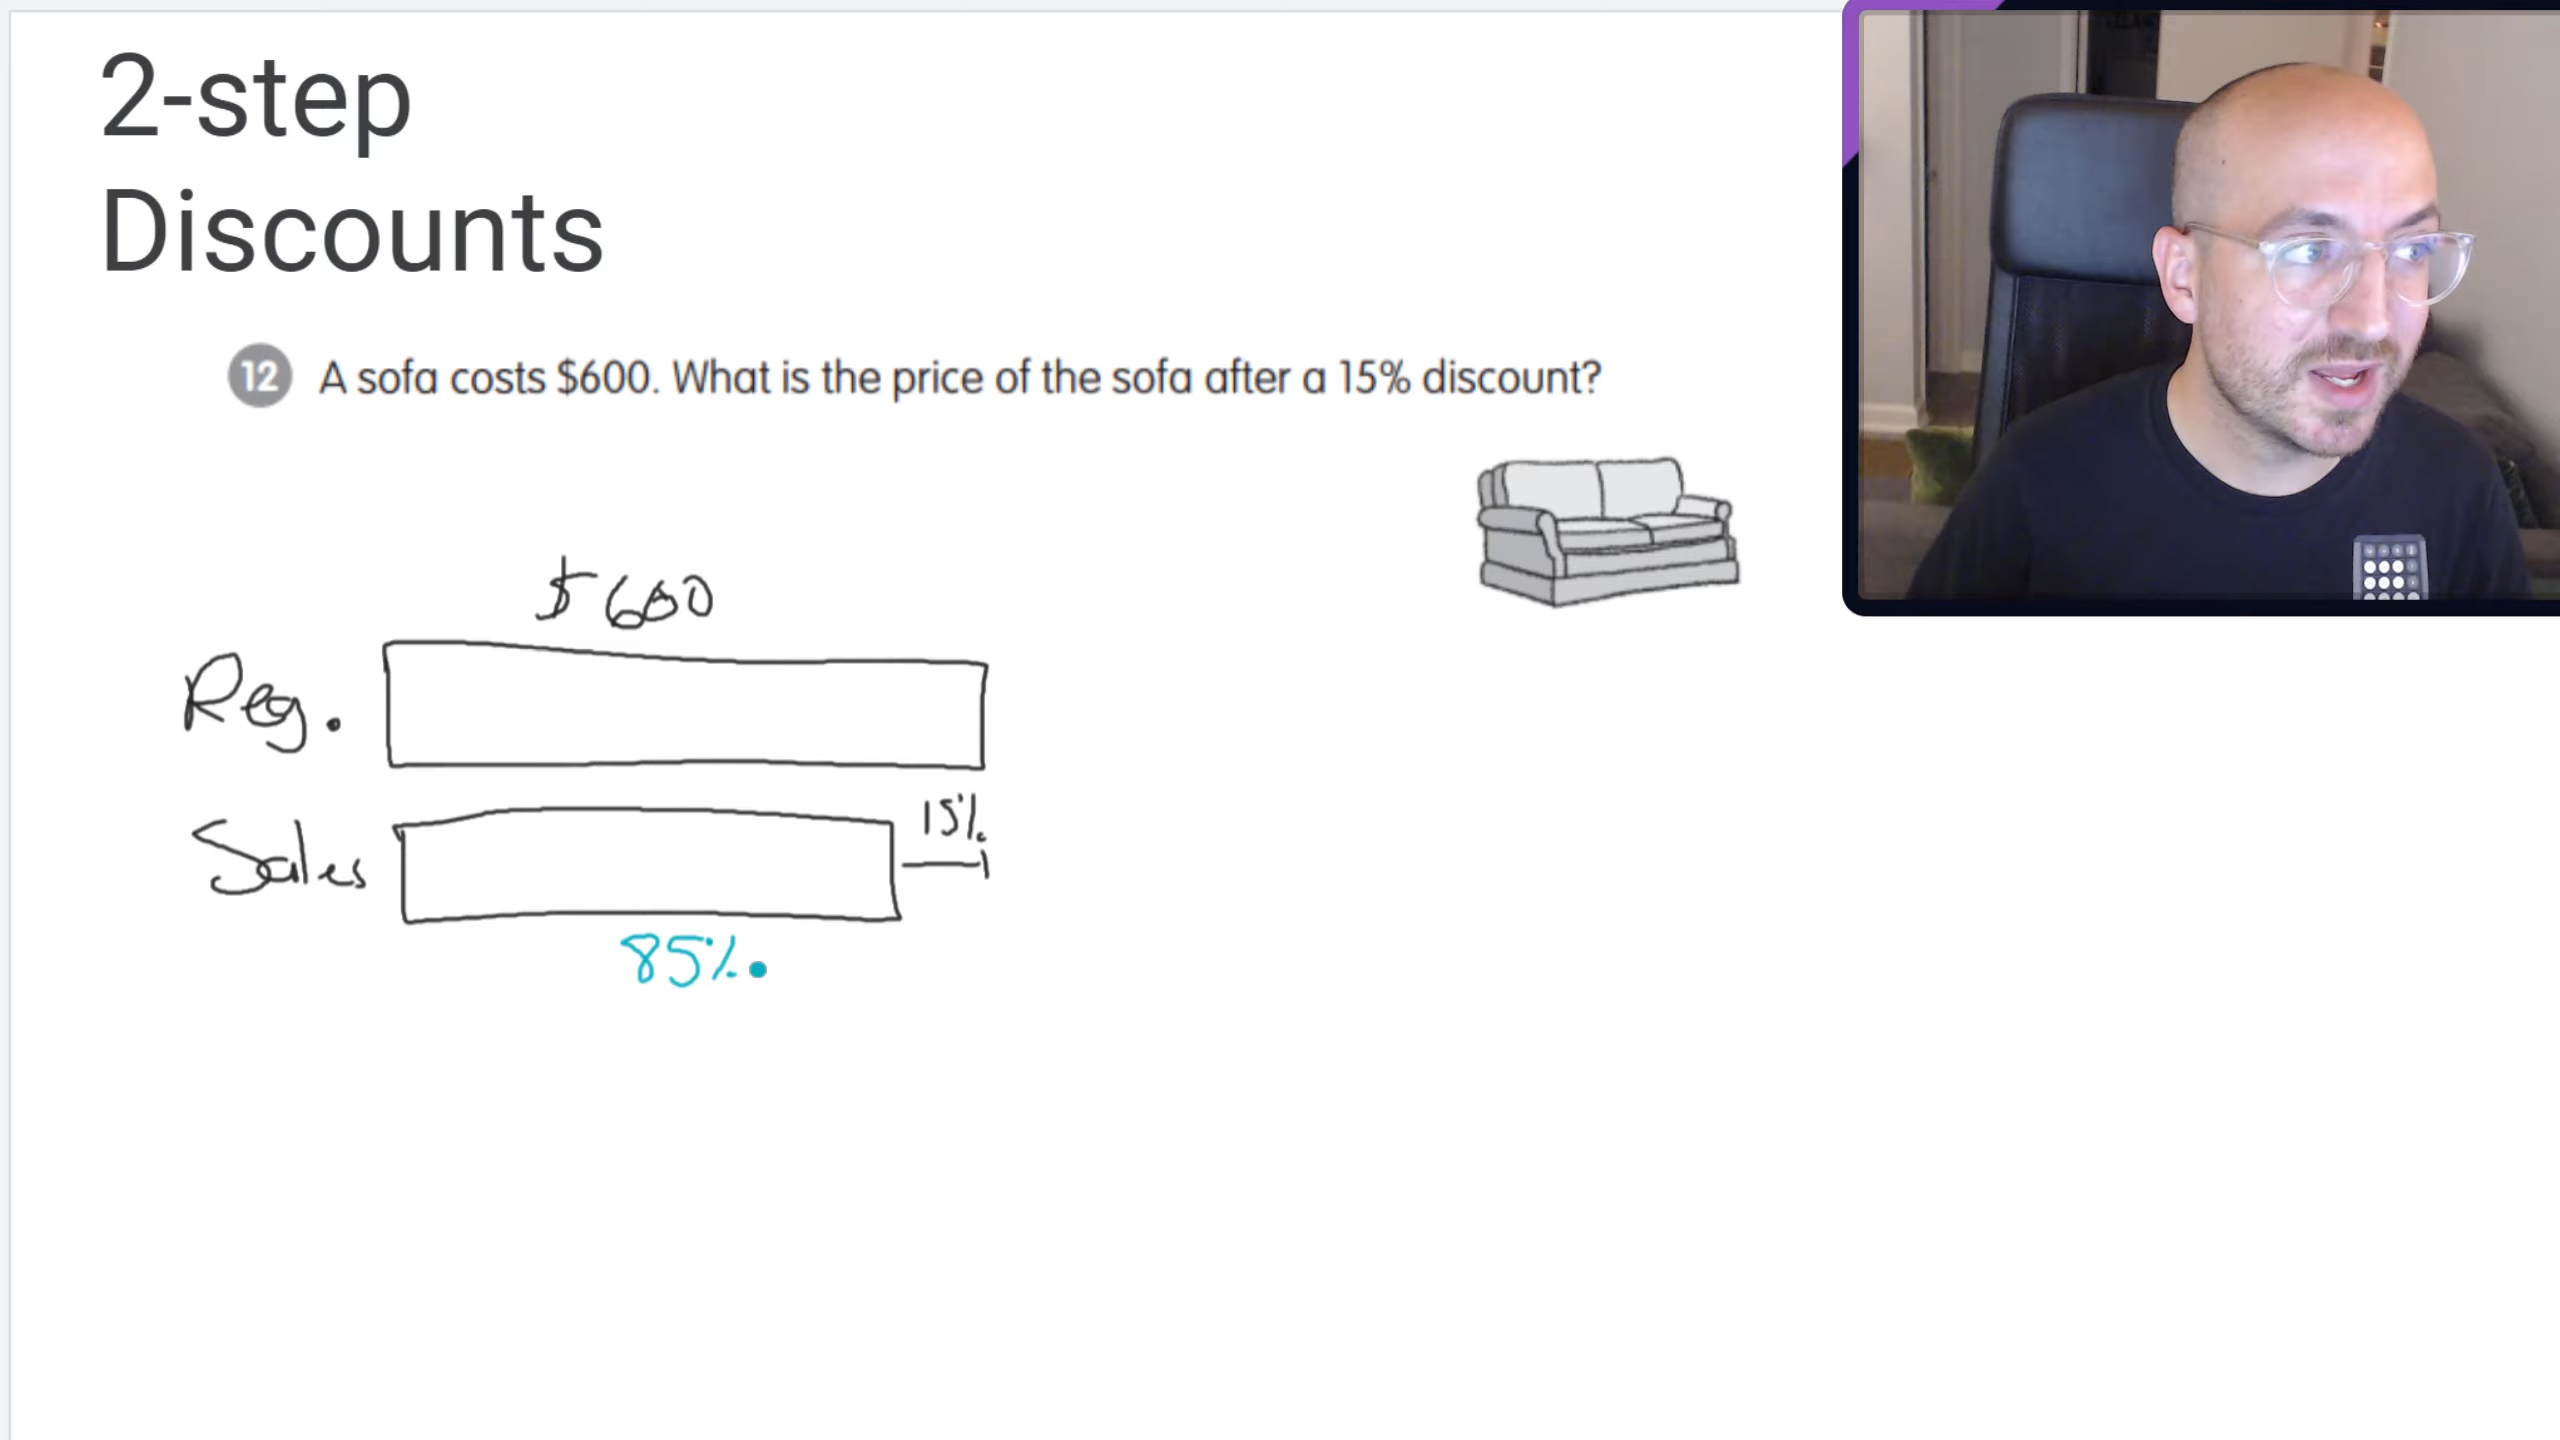 2-step
Discounts
12 A sofa costs $600. What is the price of the sofa after a 15% discount?
$600
Reg.
Sales
15%
85%